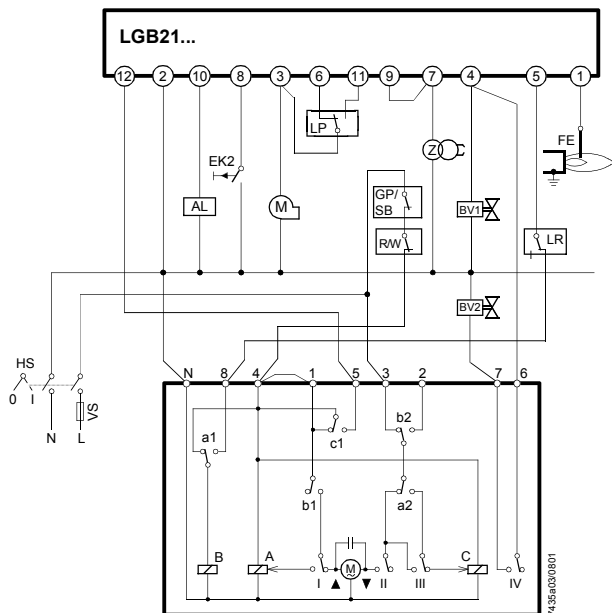 LGB21...
12 2 10 8 3 6 11 9 7 4 5 1
LP
EK2
FE
Z
GP/
SB
AL
M
BV1
R/W
LR
BV2
HS
0 I
VS
N L
N 8 4 1 5 3 2 7 6
a1
c1
b2
b1
a2
B A C
I M II III IV
7435a03/0801